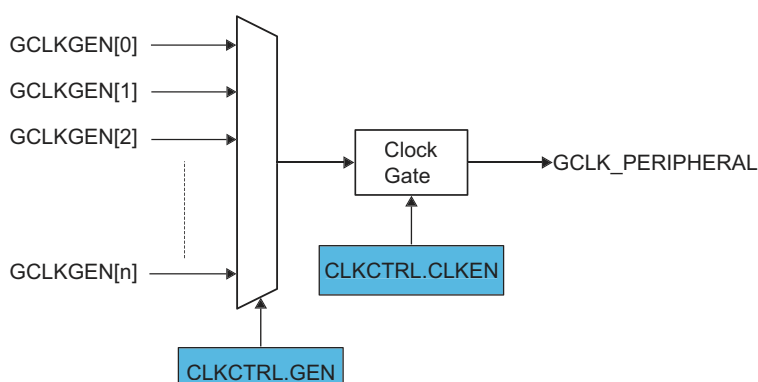 GCLKGEN[0]
GCLKGEN[1]
GCLKGEN[2]
GCLKGEN[n]
Clock
Gate
GCLK_PERIPHERAL
CLKCTRL.CLKEN
CLKCTRL.GEN